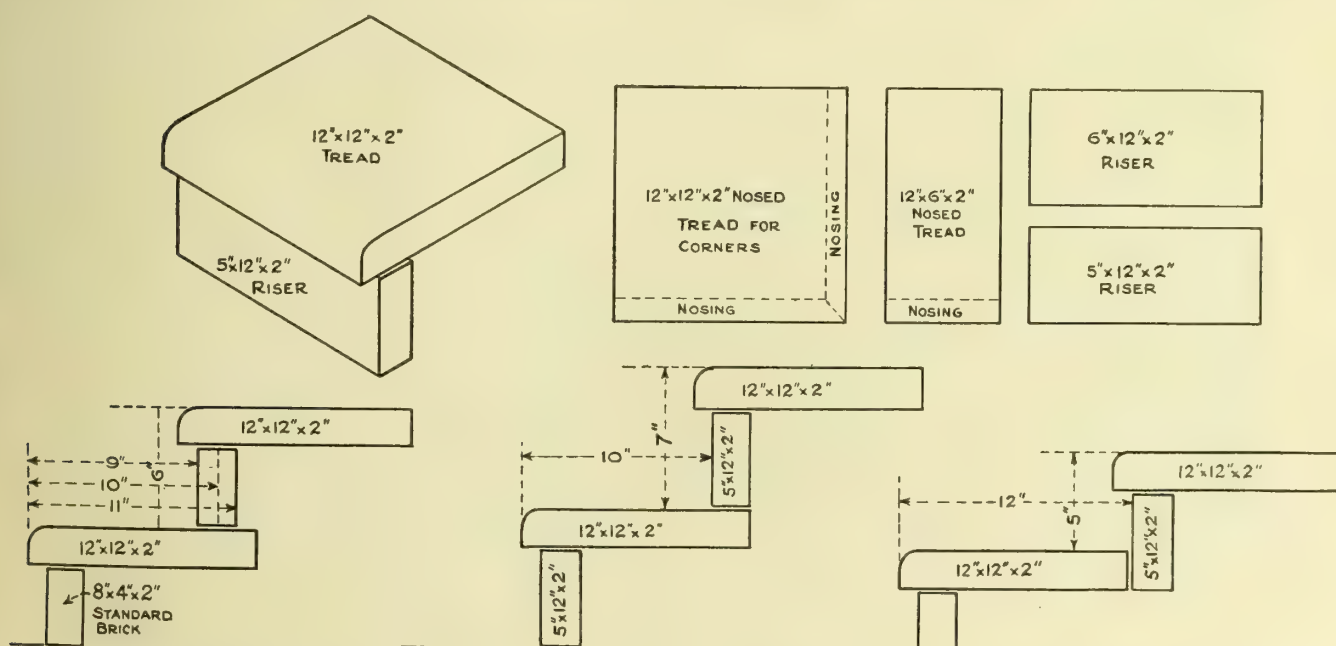 12"x12"x2"
TREAD
5"x12"x2"
RISER
12"x12"x2" NOSED
TREAD FOR
CORNERS
NOSING
NOSING
12"x6"x2"
NOSED
TREAD
NOSING
6"x12"x2"
RISER
5"x12"x2"
RISER
12"x12"x2"
9"
10"
11"
6"
12"x12"x2"
8"x4"x2"
STANDARD
BRICK
12"x12"x2"
7"
10"
5"x12"x2"
12"x12"x2"
5"x12"x2"
12"x12"x2"
12"
5"
5"x12"x2"
12"x12"x2"